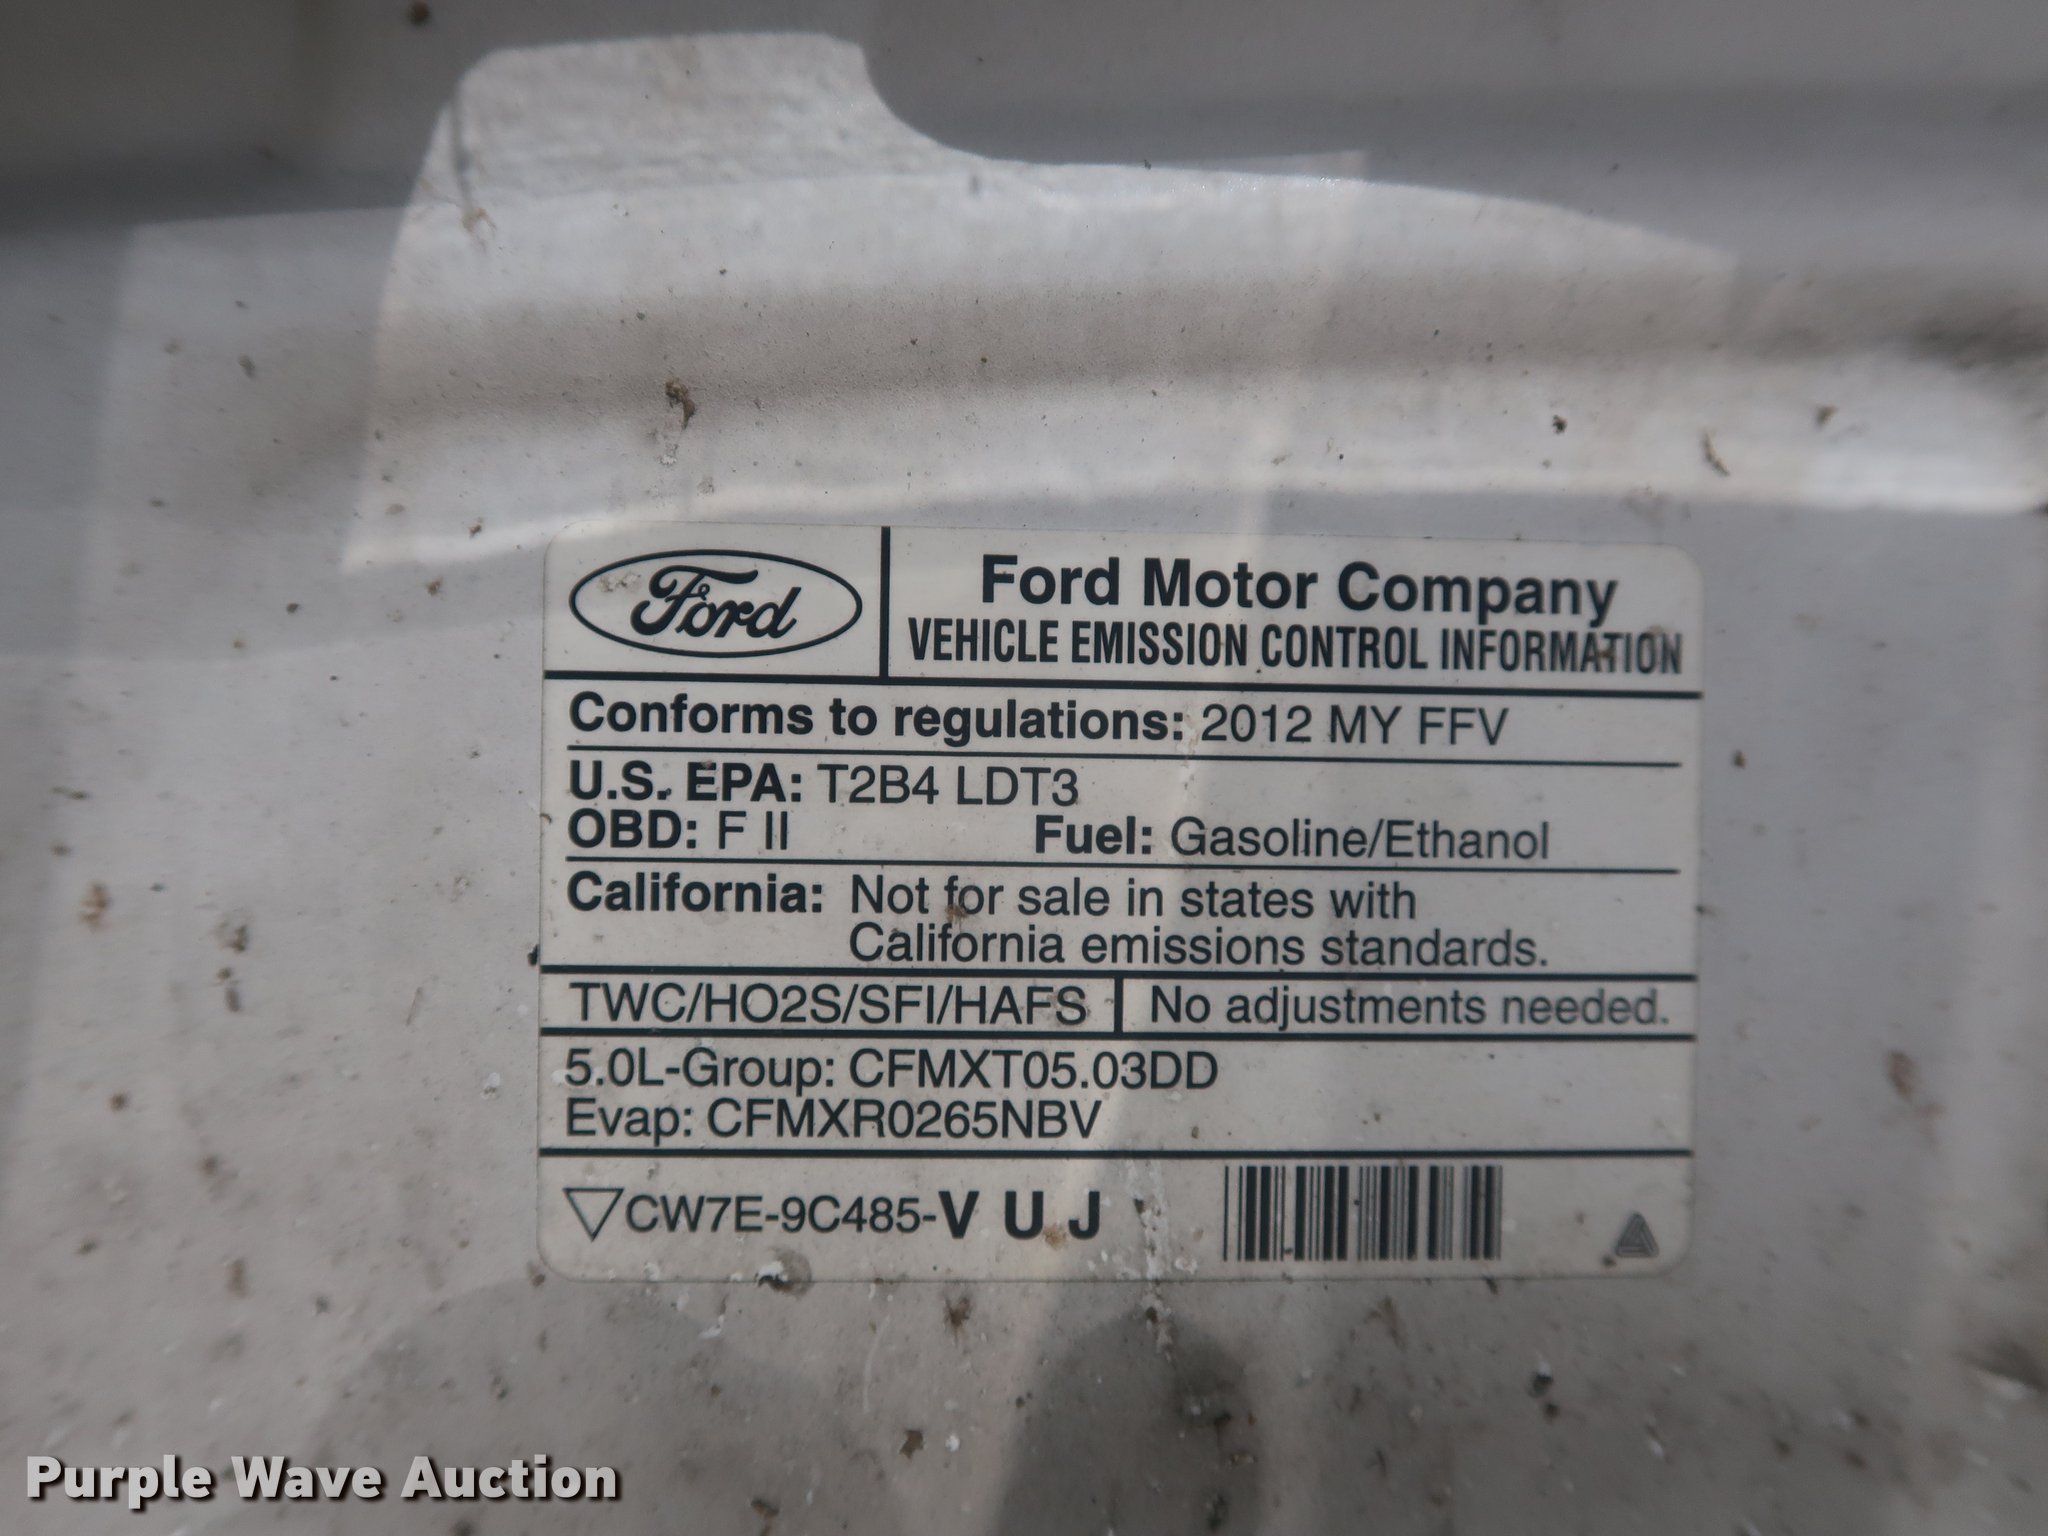 Ford
Ford Motor Company
VEHICLE EMISSION CONTROL INFORMATION
Conforms to regulations: 2012 MY FFV
U.S. EPA: T2B4 LDT3
OBD: F II Fuel: Gasoline/Ethanol
California: Not for sale in states with
California emissions standards.
TWC/HO2S/SFI/HAFS No adjustments needed.
5.0L-Group: CFMXT05.03DD
Evap: CFMXR0265NBV
CW7E-9C485-V U J
Purple Wave Auction